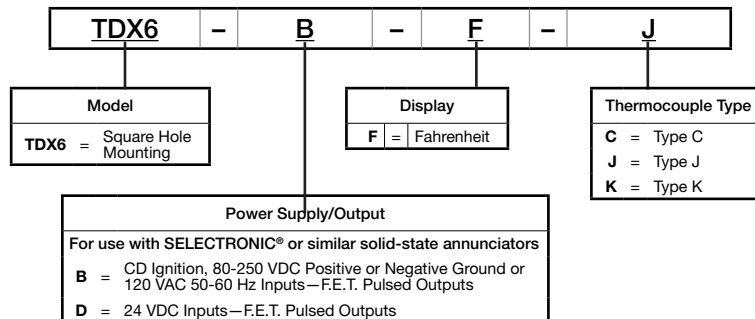 TDX6 – B – F – J
Model
TDX6 = Square Hole
Mounting
Display
F = Fahrenheit
Thermocouple Type
C = Type C
J = Type J
K = Type K
Power Supply/Output
For use with SELECTRONIC® or similar solid-state annunciators
B = CD Ignition, 80-250 VDC Positive or Negative Ground or
120 VAC 50-60 Hz Inputs—F.E.T. Pulsed Outputs
D = 24 VDC Inputs—F.E.T. Pulsed Outputs